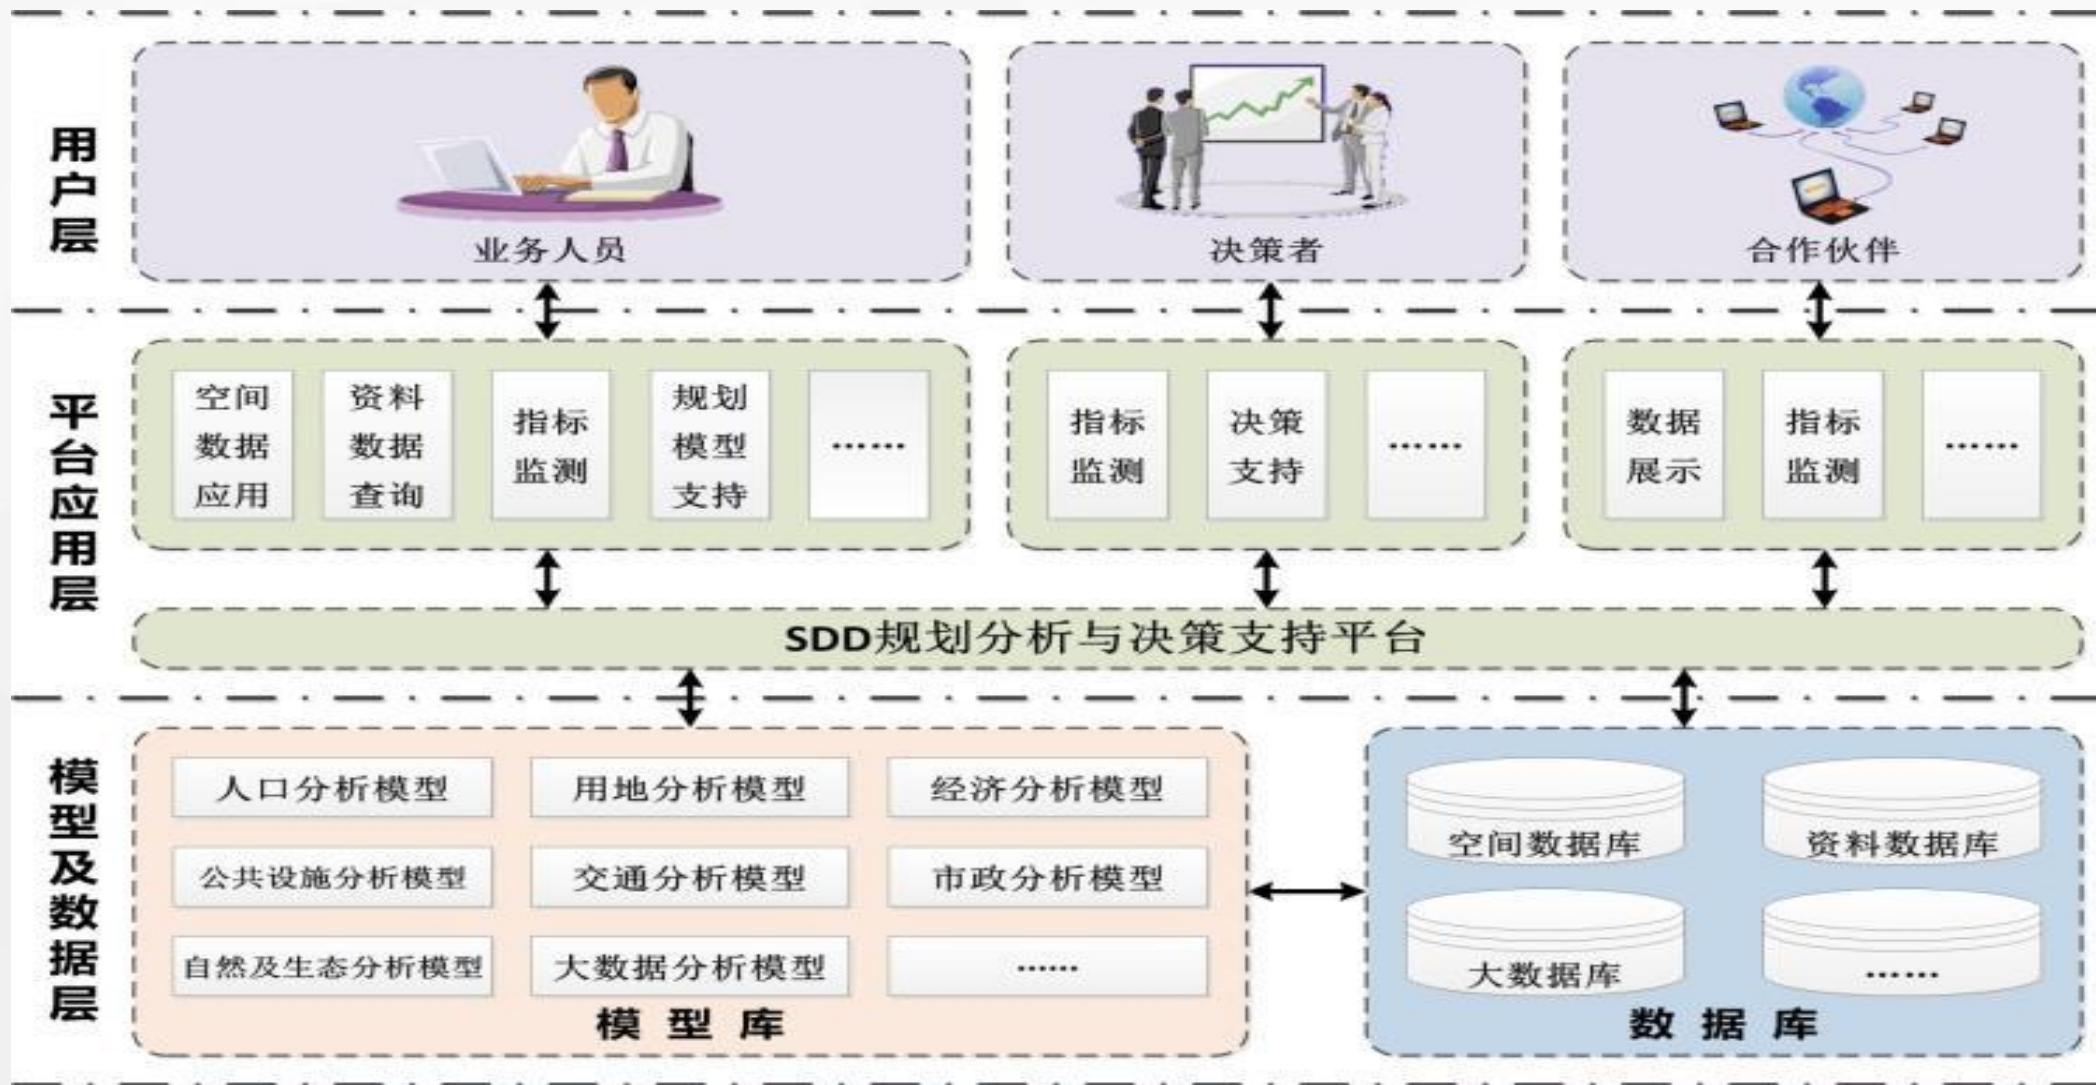 用户层
业务人员
决策者
合作伙伴
平台应用层
空间
数据
应用
资料
数据
查询
指标
监测
规划
模型
支持
……
指标
监测
决策
支持
……
数据
展示
指标
监测
……
SDD规划分析与决策支持平台
模型及数据层
人口分析模型
用地分析模型
经济分析模型
公共设施分析模型
交通分析模型
市政分析模型
自然及生态分析模型
大数据分析模型
……
模型库
空间数据库
资料数据库
大数据库
……
数据库